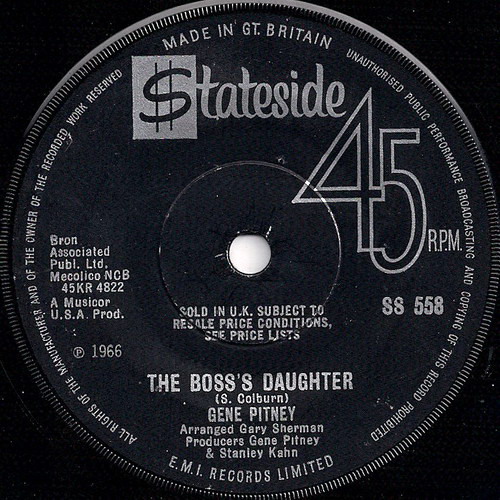 MADE IN GT. BRITAIN
UNAUTHORISED PUBLIC PERFORMANCE BROADCASTING AND COPYING OF THIS RECORD PROHIBITED
ALL RIGHTS OF THE MANUFACTURER AND OF THE OWNER OF THE RECORDED WORK RESERVED
$tateside
45
R.P.M.
Bron
Associated
Publ. Ltd.
Mecolico NCB
45KR 4822
A Musicor
U.S.A. Prod.
℗ 1966
SS 558
SOLD IN U.K. SUBJECT TO
RESALE PRICE CONDITIONS,
SEE PRICE LISTS
THE BOSS'S DAUGHTER
(S. Colburn)
GENE PITNEY
Arranged Gary Sherman
Producers Gene Pitney
& Stanley Kahn
E.M.I. RECORDS LIMITED